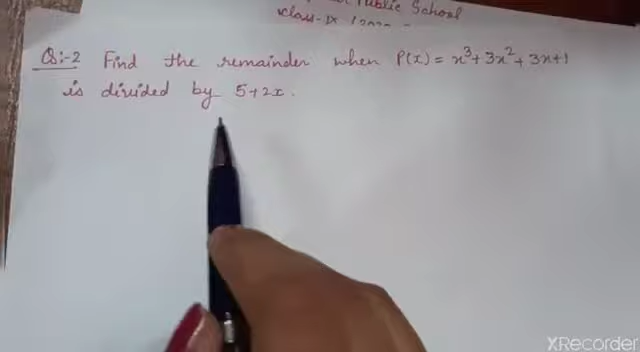 Public School
Class-IX
Q:-2 Find the remainder when P(x) = x³ + 3x² + 3x + 1
is divided by 5+2x.
XRecorder